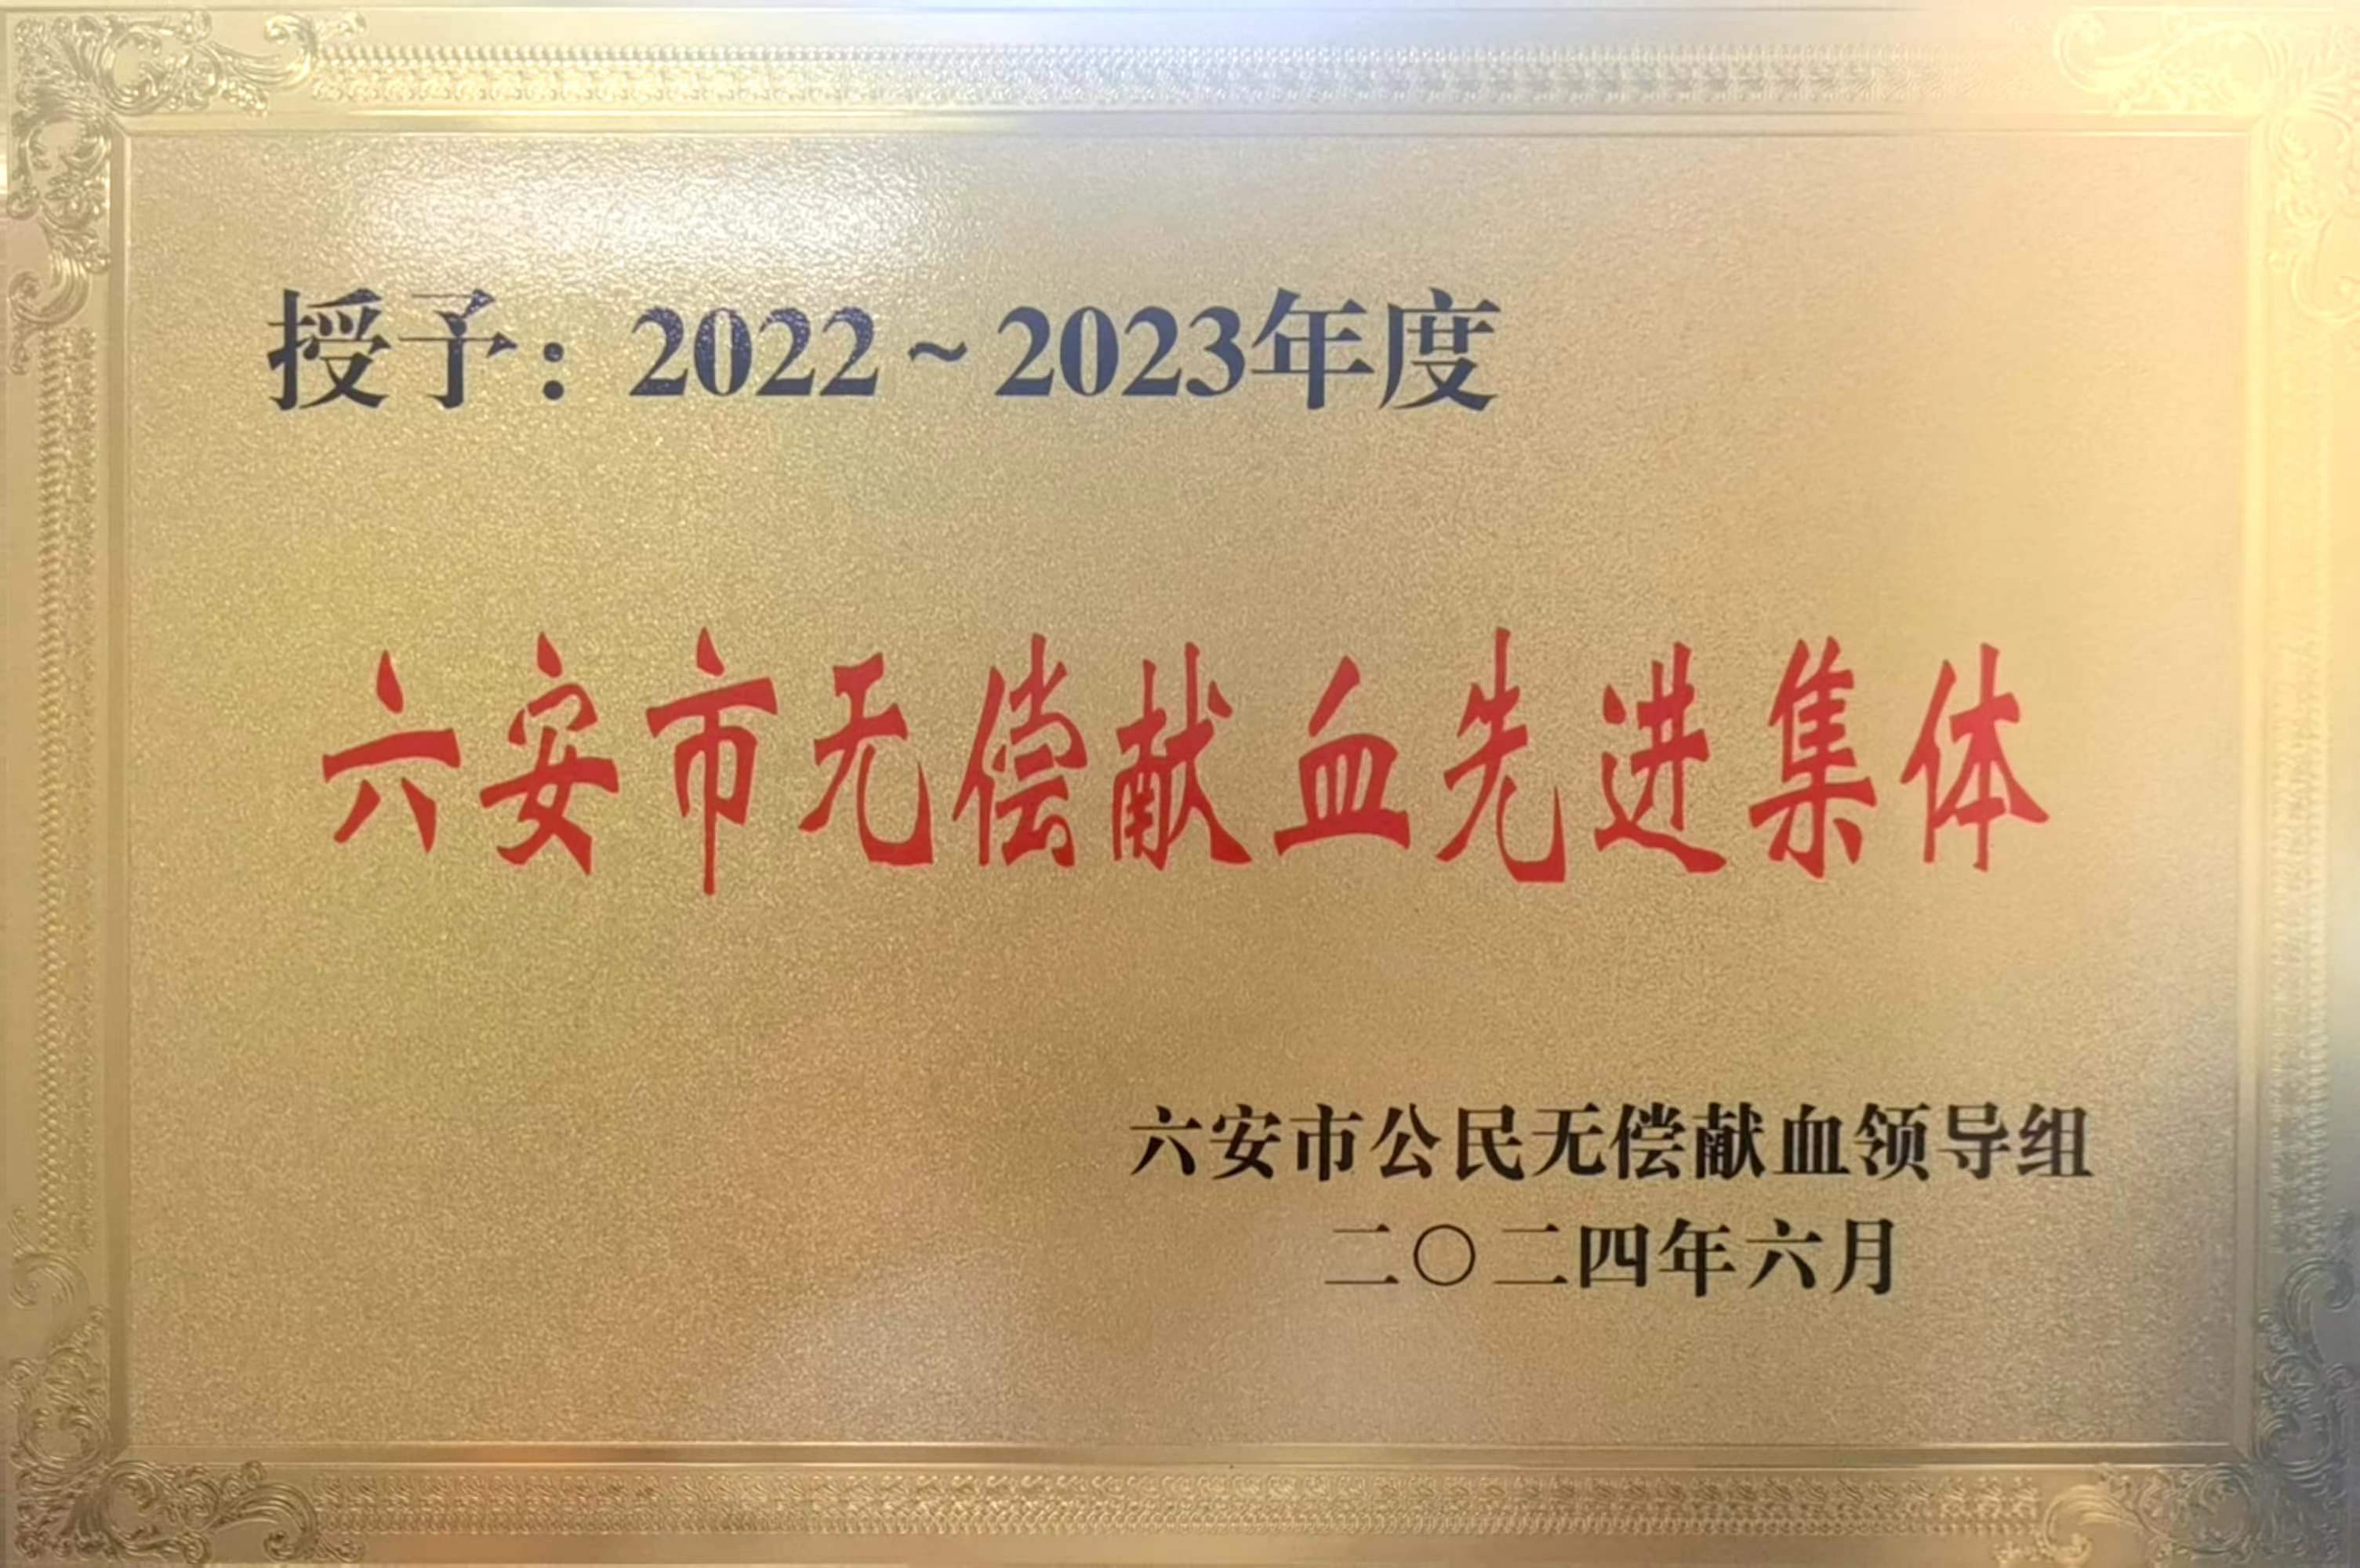 授予：2022～2023年度
六安市无偿献血先进集体
六安市公民无偿献血领导组
二〇二四年六月